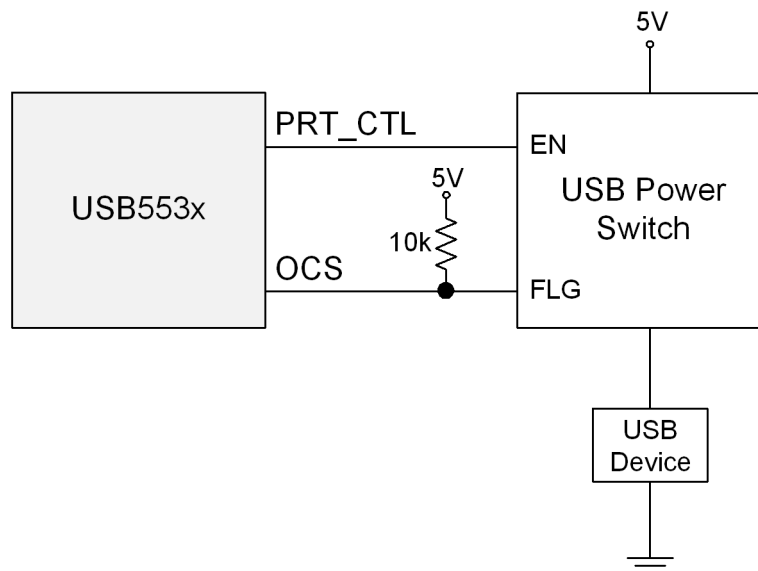 5V
PRT_CTL
EN
USB553x
5V
USB Power
Switch
10k
OCS
FLG
USB
Device